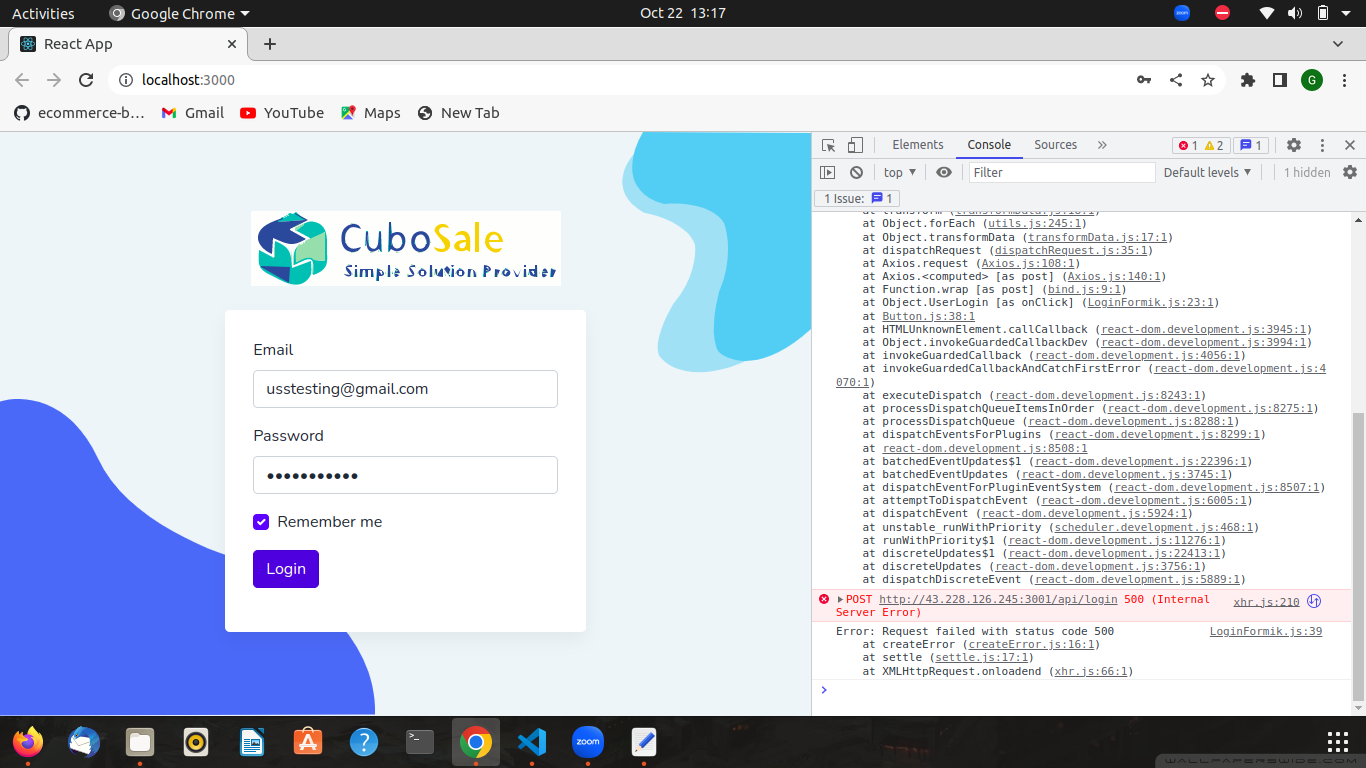 Activities
Google Chrome
Oct 22 13:17
zoom
React App
localhost:3000
G
ecommerce-b...
Gmail
YouTube
Maps
New Tab
CuboSale
Simple Solution Provider
Email
usstesting@gmail.com
Password
Remember me
Login
Elements
Console
Sources
1
2
1
top
Filter
Default levels
1 hidden
1 Issue:
1
at transform (transformData.js:18:1)
at Object.forEach (utils.js:245:1)
at Object.transformData (transformData.js:17:1)
at dispatchRequest (dispatchRequest.js:35:1)
at Axios.request (Axios.js:108:1)
at Axios.<computed> [as post] (Axios.js:140:1)
at Function.wrap [as post] (bind.js:9:1)
at Object.UserLogin [as onClick] (LoginFormik.js:23:1)
at Button.js:38:1
at HTMLUnknownElement.callCallback (react-dom.development.js:3945:1)
at Object.invokeGuardedCallbackDev (react-dom.development.js:3994:1)
at invokeGuardedCallback (react-dom.development.js:4056:1)
at invokeGuardedCallbackAndCatchFirstError (react-dom.development.js:4
070:1)
at executeDispatch (react-dom.development.js:8243:1)
at processDispatchQueueItemsInOrder (react-dom.development.js:8275:1)
at processDispatchQueue (react-dom.development.js:8288:1)
at dispatchEventsForPlugins (react-dom.development.js:8299:1)
at react-dom.development.js:8508:1
at batchedEventUpdates$1 (react-dom.development.js:22396:1)
at batchedEventUpdates (react-dom.development.js:3745:1)
at dispatchEventForPluginEventSystem (react-dom.development.js:8507:1)
at attemptToDispatchEvent (react-dom.development.js:6005:1)
at dispatchEvent (react-dom.development.js:5924:1)
at unstable_runWithPriority (scheduler.development.js:468:1)
at runWithPriority$1 (react-dom.development.js:11276:1)
at discreteUpdates$1 (react-dom.development.js:22413:1)
at discreteUpdates (react-dom.development.js:3756:1)
at dispatchDiscreteEvent (react-dom.development.js:5889:1)
POST http://43.228.126.245:3001/api/login 500 (Internal
Server Error)
xhr.js:210
Error: Request failed with status code 500
LoginFormik.js:39
at createError (createError.js:16:1)
at settle (settle.js:17:1)
at XMLHttpRequest.onloadend (xhr.js:66:1)
zoom